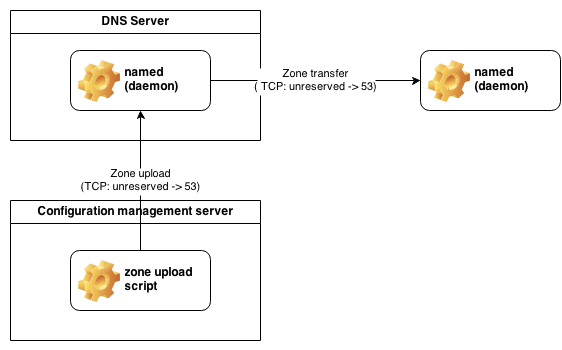 DNS Server
named
(daemon)
Zone transfer
( TCP: unreserved -> 53)
named
(daemon)
Zone upload
(TCP: unreserved -> 53)
Configuration management server
zone upload
script